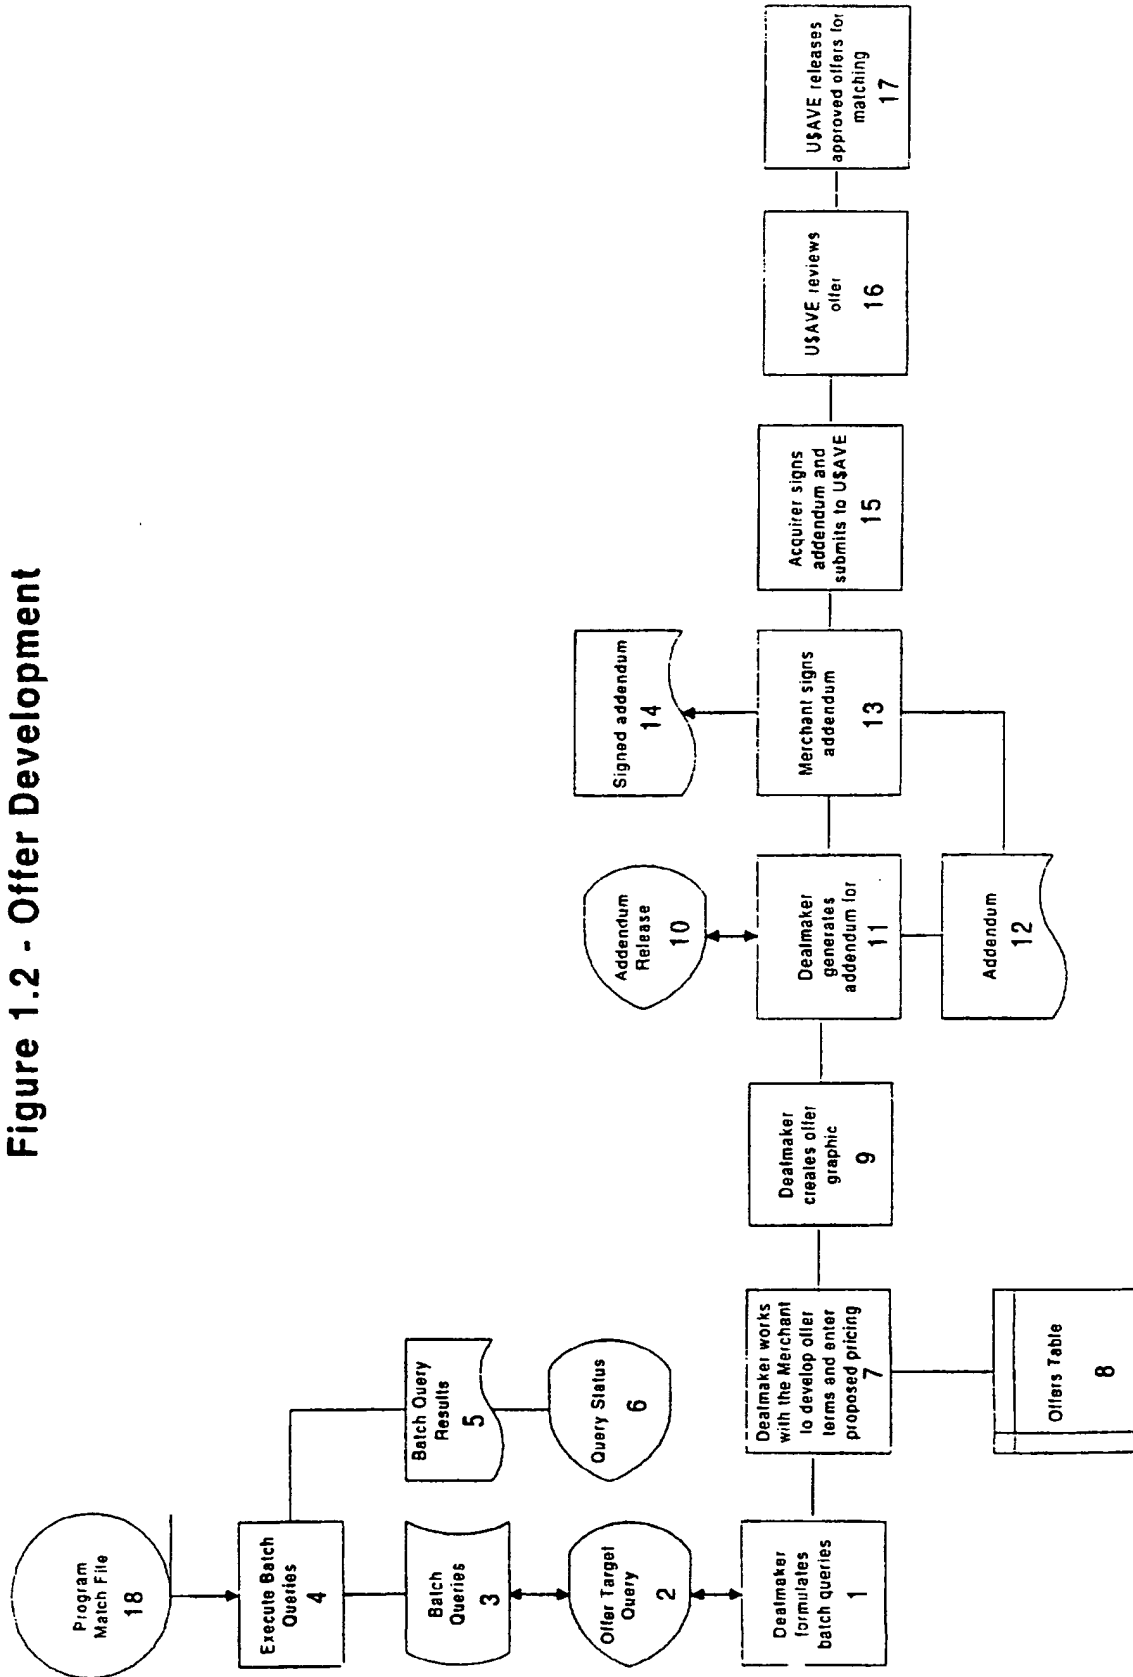 Figure 1.2 - Offer Development
Program
Match File
18
Execute Batch
Queries
4
Batch
Queries
3
Offer Target
Query
2
Dealmaker
formulates
batch queries
1
Batch Query
Results
5
Query Status
6
Dealmaker works
with the Merchant
to develop offer
terms and enter
proposed pricing
7
Offers Table
8
Dealmaker
creates offer
graphic
9
Addendum
Release
10
Dealmaker
generates
addendum for
11
Addendum
12
Signed addendum
14
Merchant signs
addendum
13
Acquirer signs
addendum and
submits to U$AVE
15
U$AVE reviews
offer
16
U$AVE releases
approved offers for
matching
17